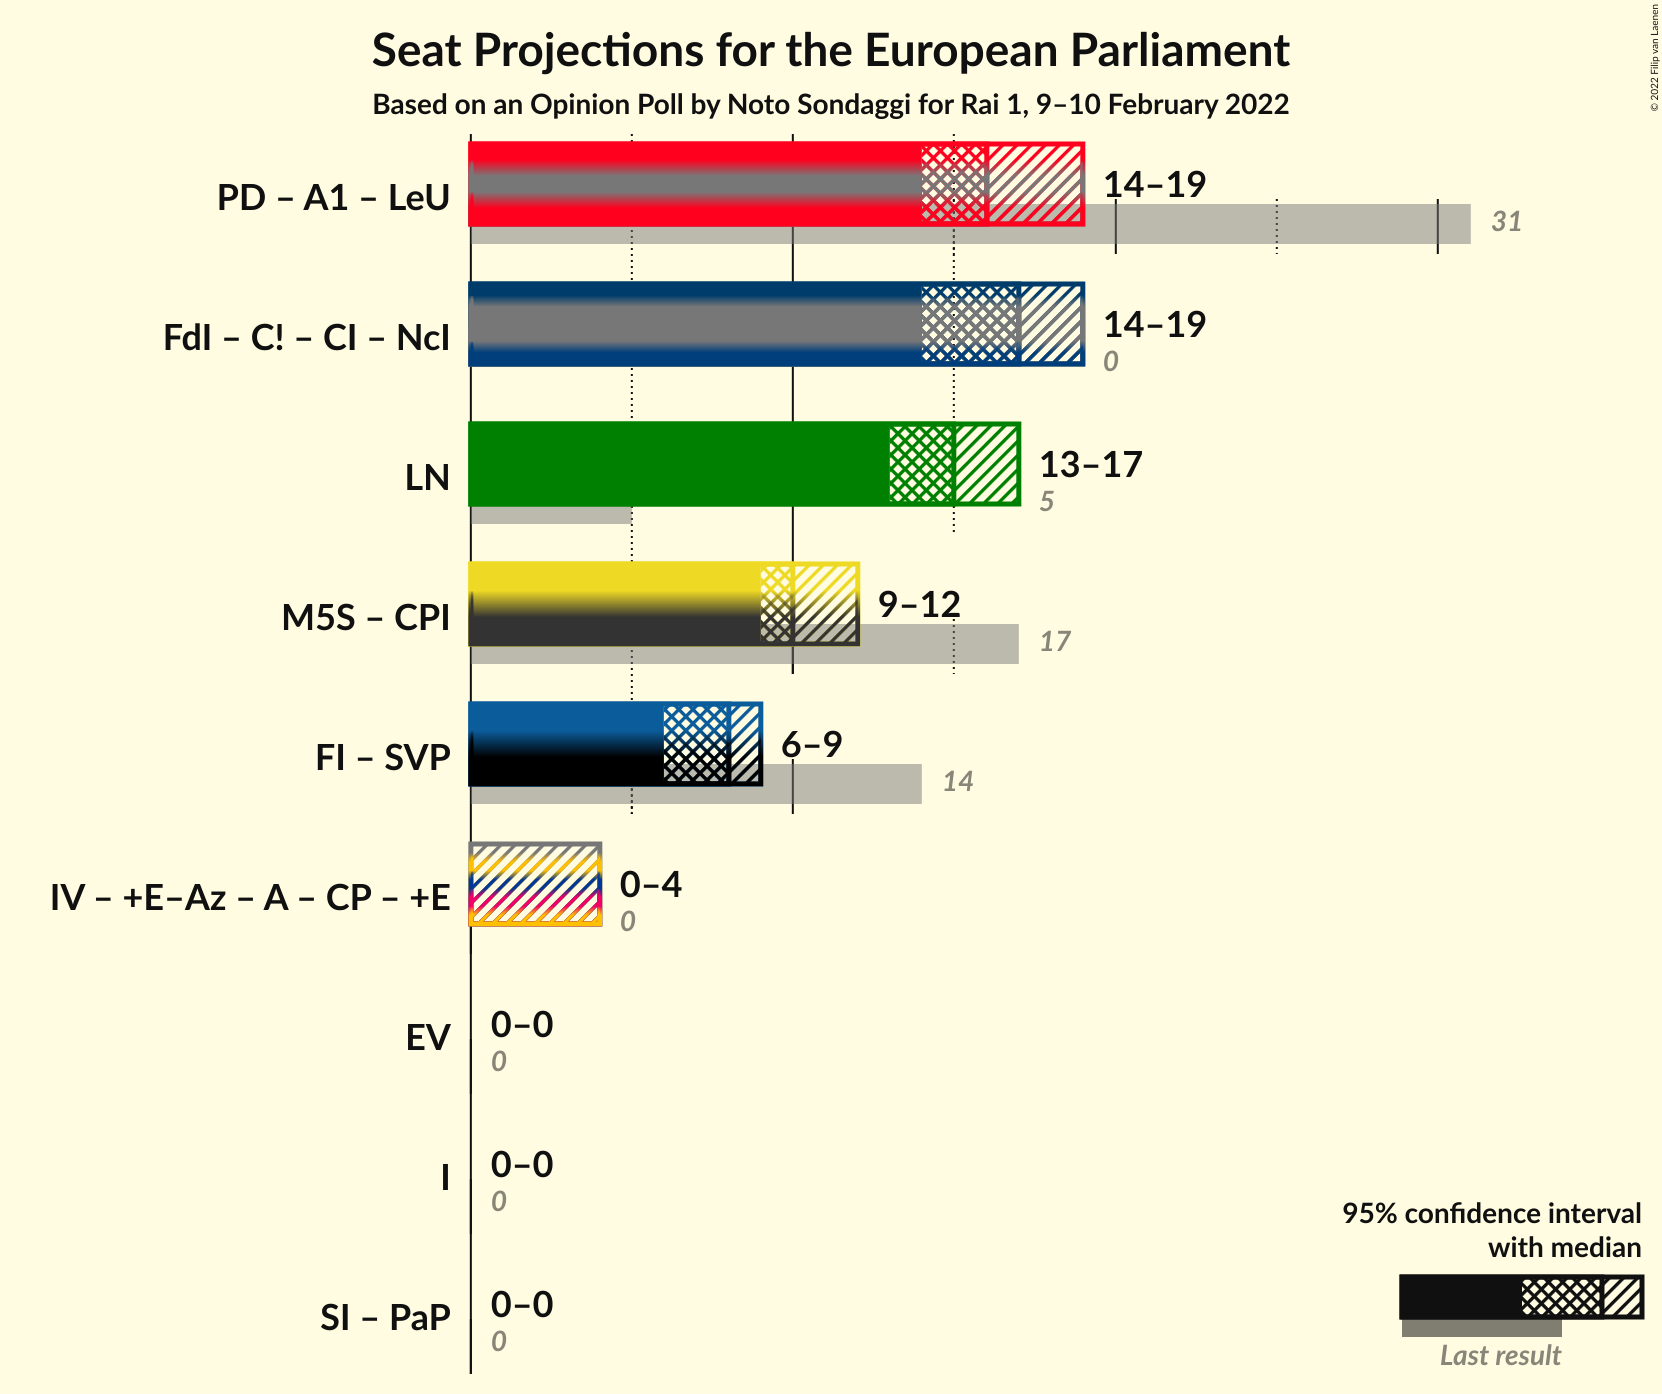 Seat Projections for the European Parliament
Based on an Opinion Poll by Noto Sondaggi for Rai 1, 9–10 February 2022
© 2022 Filip van Laenen
PD – A1 – LeU
14–19
31
FdI – C! – CI – NcI
14–19
0
LN
13–17
5
M5S – CPI
9–12
17
FI – SVP
6–9
14
IV – +E–Az – A – CP – +E
0–4
0
EV
0–0
0
I
0–0
0
SI – PaP
0–0
0
95% confidence interval
with median
Last result